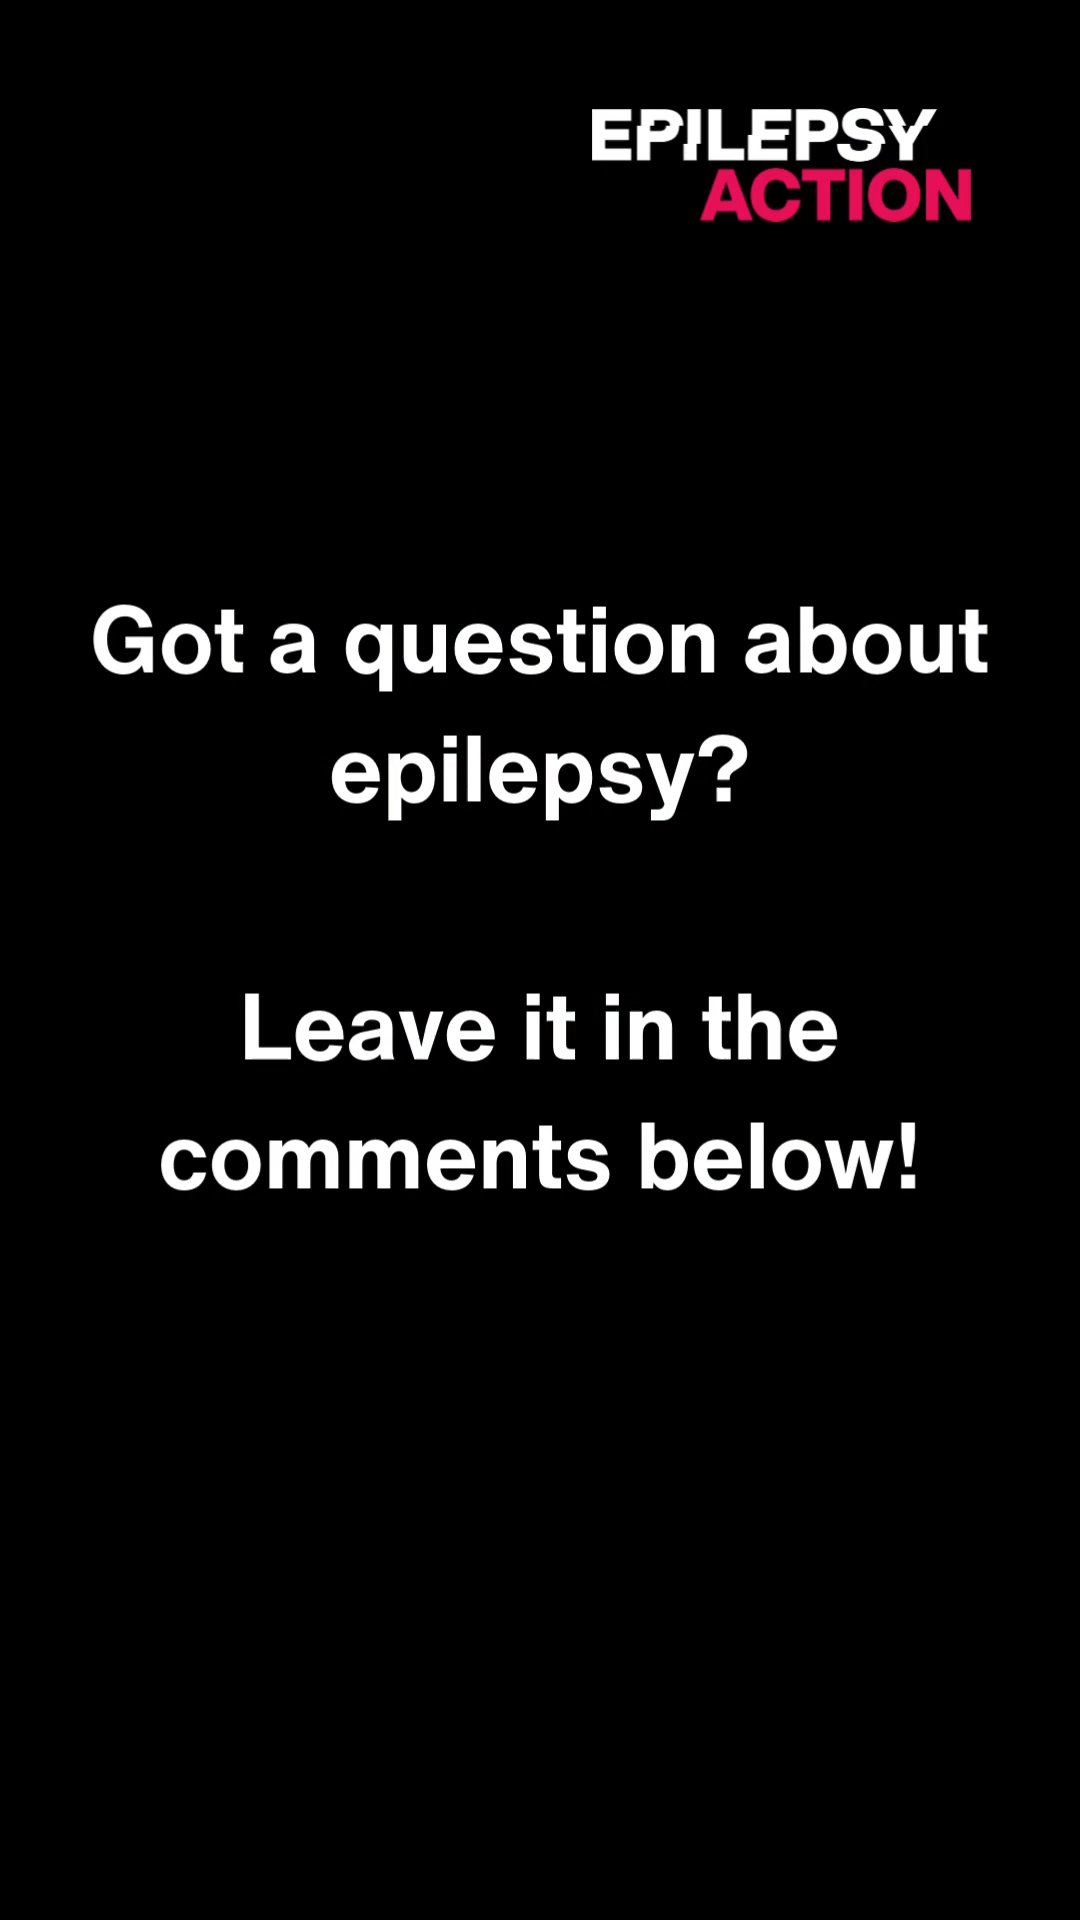 EPILEPSY
ACTION
Got a question about
epilepsy?
Leave it in the
comments below!